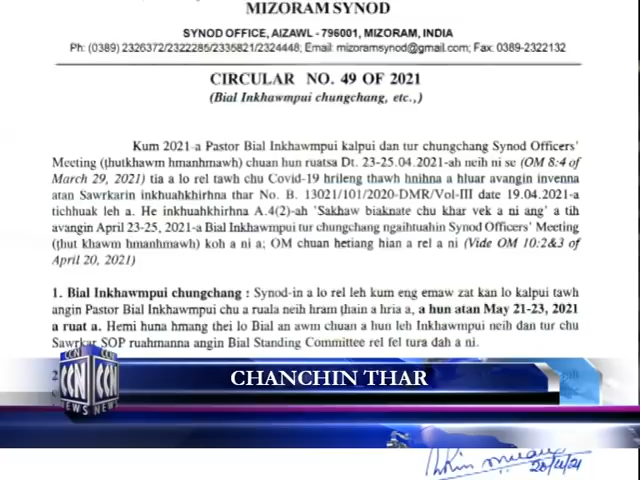 MIZORAM SYNOD
SYNOD OFFICE, AIZAWL - 796001, MIZORAM, INDIA
Ph: (0389) 2326372/2322285/2335821/2324448; Email: mizoramsynod@gmail.com; Fax: 0389-2322132
CIRCULAR NO. 49 OF 2021
(Bial Inkhawmpui chungchang, etc.,)
Kum 2021-a Pastor Bial Inkhawmpui kalpui dan tur chungchang Synod Officers'
Meeting (thutkhawm hmanhmawh) chuan hun ruatsa Dt. 23-25.04.2021-ah neih ni se (OM 8:4 of
March 29, 2021) tia a lo rel tawh chu Covid-19 hrileng thawh hnihna a hluar avangin invenna
atan Sawrkarin inkhuahkhirhna thar No. B. 13021/101/2020-DMR/Vol-III date 19.04.2021-a
tichhuak leh a. He inkhuahkhirhna A.4(2)-ah 'Sakhaw biaknate chu khar vek a ni ang' a tih
avangin April 23-25, 2021-a Bial Inkhawmpui tur chungchang ngaihtuahin Synod Officers' Meeting
(thut khawm hmanhmawh) koh a ni a; OM chuan hetiang hian a rel a ni (Vide OM 10:2&3 of
April 20, 2021)
1. Bial Inkhawmpui chungchang : Synod-in a lo rel leh kum eng emaw zat kan lo kalpui tawh
angin Pastor Bial Inkhawmpui chu a ruala neih hram thain a hria a, a hun atan May 21-23, 2021
a ruat a. Hemi huna hmang thei lo Bial an awm chuan a hun leh Inkhawmpui neih dan tur chu
Sawrkar SOP ruahmanna angin Bial Standing Committee rel fel tura dah a ni.
2
CCN
CCN CCN
NEWS NEWS
CHANCHIN THAR
20/4/21